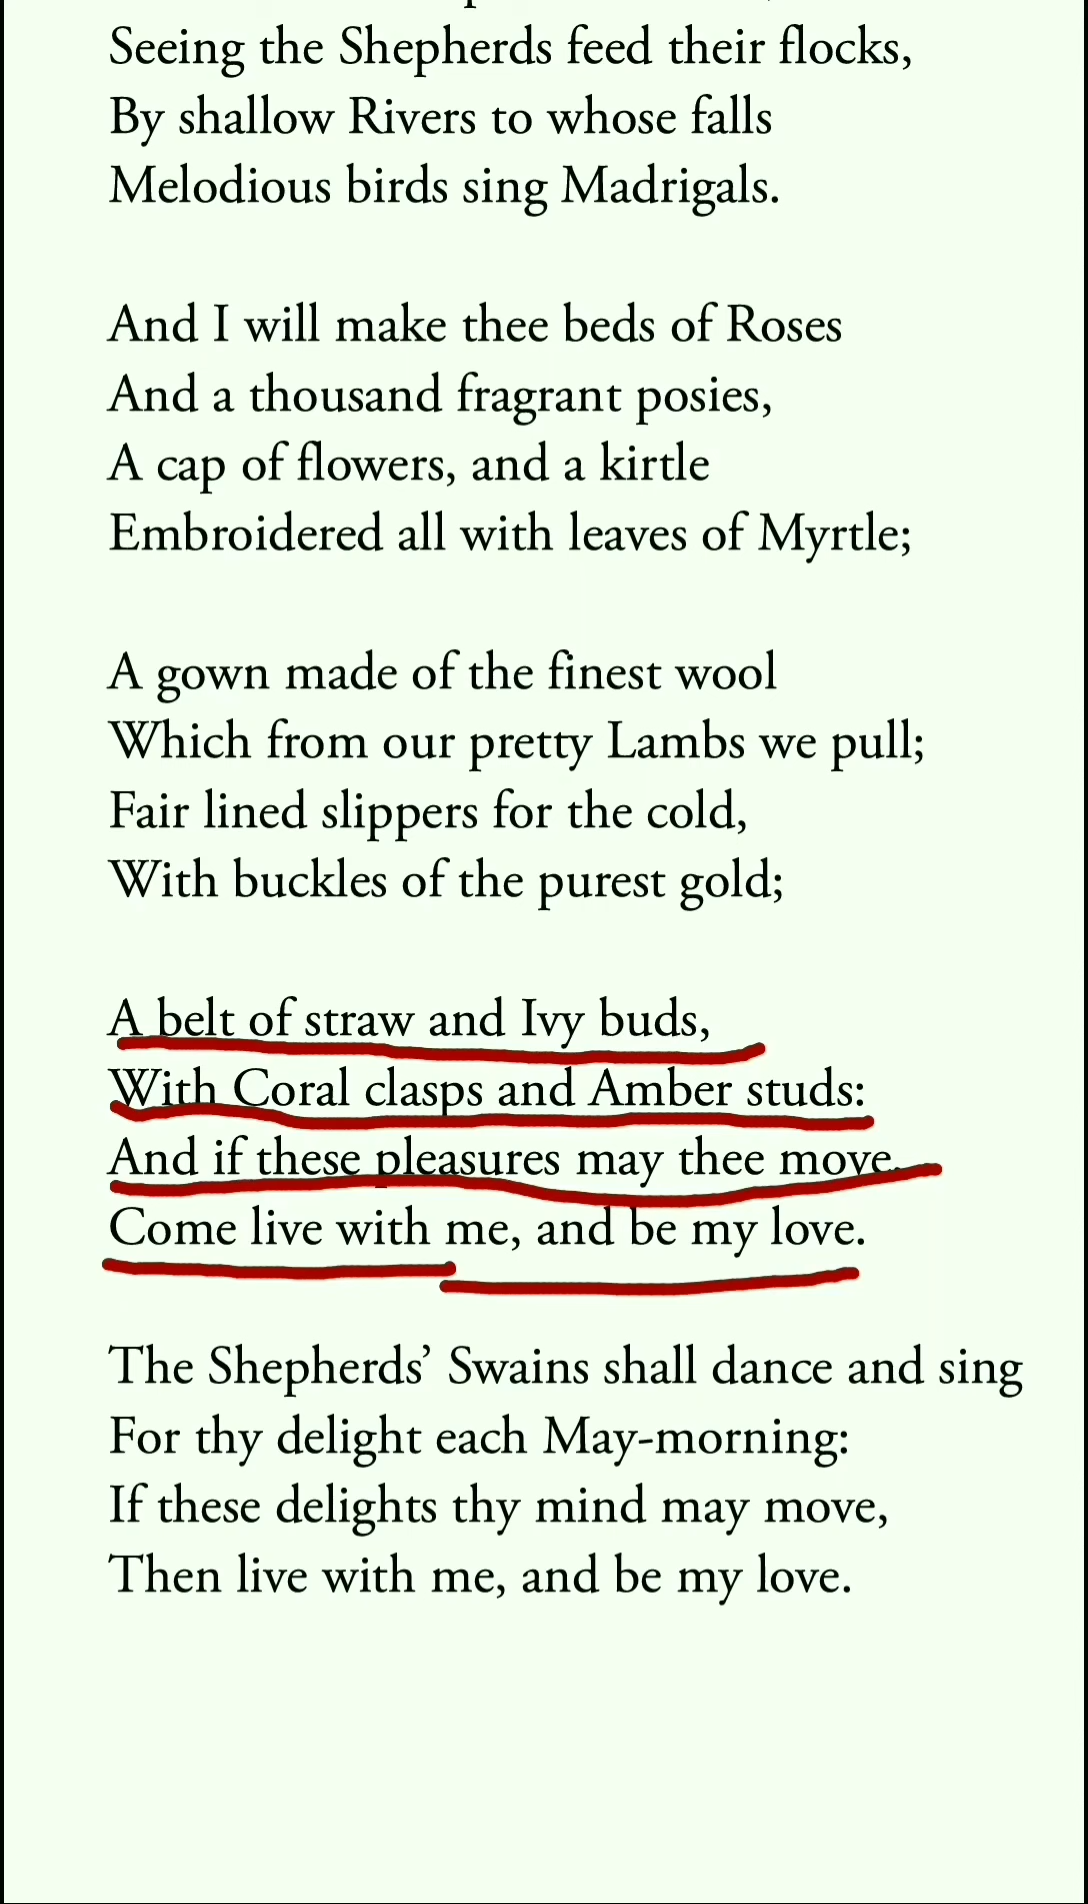 Seeing the Shepherds feed their flocks,
By shallow Rivers to whose falls
Melodious birds sing Madrigals.
And I will make thee beds of Roses
And a thousand fragrant posies,
A cap of flowers, and a kirtle
Embroidered all with leaves of Myrtle;
A gown made of the finest wool
Which from our pretty Lambs we pull;
Fair lined slippers for the cold,
With buckles of the purest gold;
A belt of straw and Ivy buds,
With Coral clasps and Amber studs:
And if these pleasures may thee move,
Come live with me, and be my love.
The Shepherds’ Swains shall dance and sing
For thy delight each May-morning:
If these delights thy mind may move,
Then live with me, and be my love.